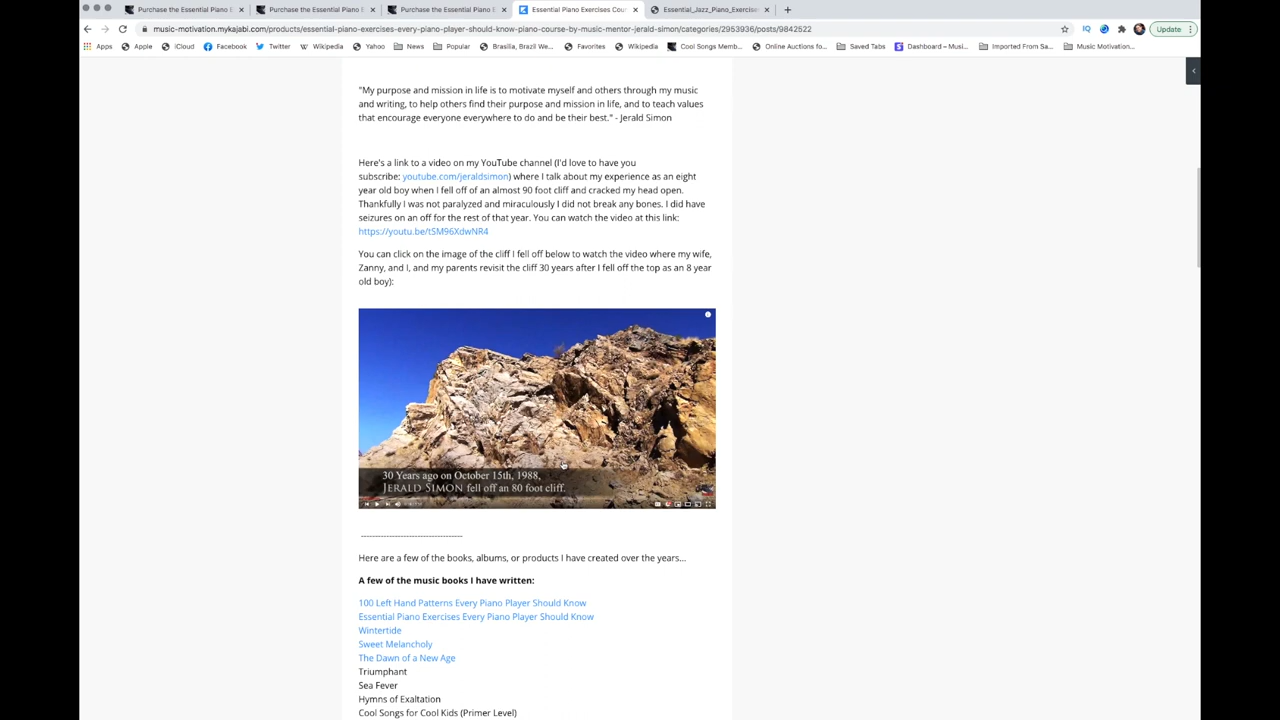 Purchase the Essential Piano E
Purchase the Essential Piano E
Purchase the Essential Piano E
Essential Piano Exercises Cou
Essential_Jazz_Piano_Exercise
music-motivation.mykajabi.com/products/essential-piano-exercises-every-piano-player-should-know-piano-course-by-music-mentor-jerald-simon/categories/2953936/posts/9842522
Update
Apps Apple iCloud Facebook Twitter Wikipedia Yahoo News Popular Brasilia, Brazil We... Favorites Wikipedia Cool Songs Memb... Online Auctions fo... Saved Tabs Dashboard – Musi... Imported From Sa... Music Motivation...
"My purpose and mission in life is to motivate myself and others through my music
and writing, to help others find their purpose and mission in life, and to teach values
that encourage everyone everywhere to do and be their best." - Jerald Simon
Here's a link to a video on my YouTube channel (I'd love to have you
subscribe: youtube.com/jeraldsimon) where I talk about my experience as an eight
year old boy when I fell off of an almost 90 foot cliff and cracked my head open.
Thankfully I was not paralyzed and miraculously I did not break any bones. I did have
seizures on an off for the rest of that year. You can watch the video at this link:
https://youtu.be/tSM96XdwNR4
You can click on the image of the cliff I fell off below to watch the video where my wife,
Zanny, and I, and my parents revisit the cliff 30 years after I fell off the top as an 8 year
old boy):
30 Years ago on October 15th, 1988,
JERALD SIMON fell off an 80 foot cliff.
-----------------------------------
Here are a few of the books, albums, or products I have created over the years...
A few of the music books I have written:
100 Left Hand Patterns Every Piano Player Should Know
Essential Piano Exercises Every Piano Player Should Know
Wintertide
Sweet Melancholy
The Dawn of a New Age
Triumphant
Sea Fever
Hymns of Exaltation
Cool Songs for Cool Kids (Primer Level)